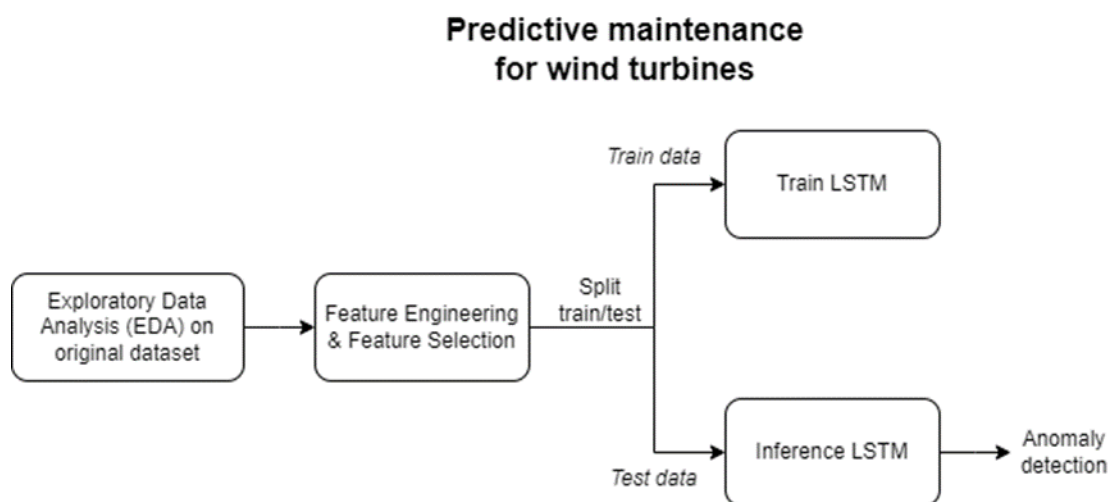 Predictive maintenance
for wind turbines
Train data
Train LSTM
Exploratory Data
Analysis (EDA) on
original dataset
Feature Engineering
& Feature Selection
Split
train/test
Test data
Inference LSTM
Anomaly
detection